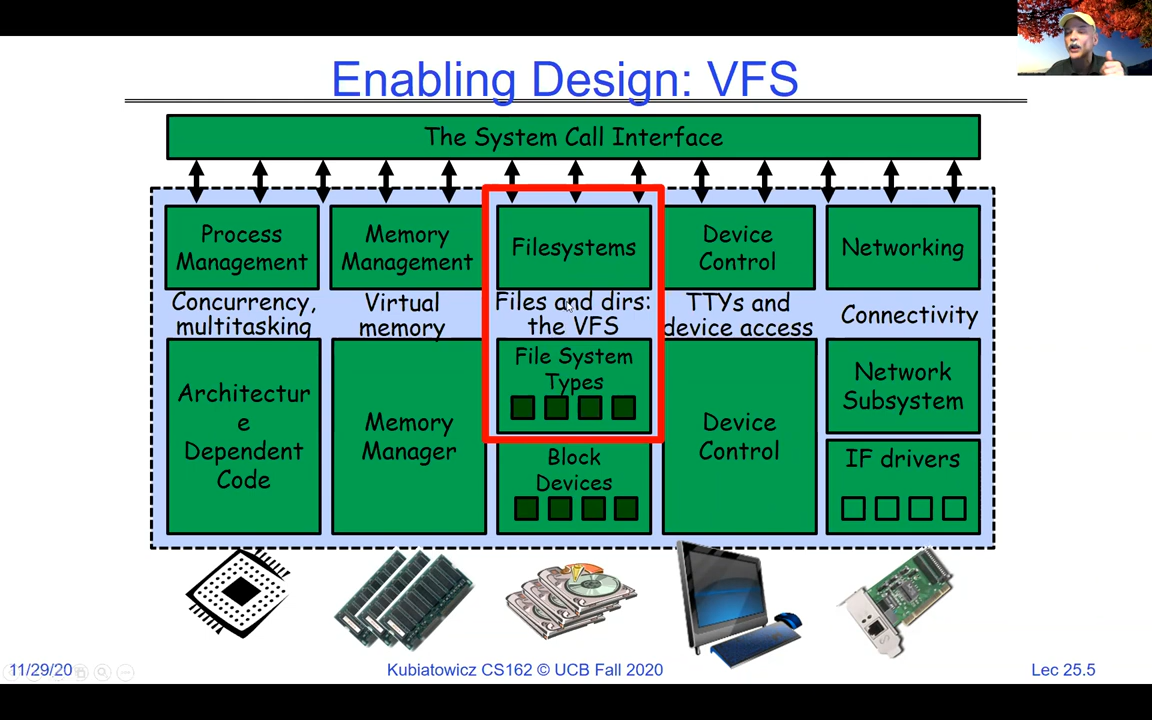 Enabling Design: VFS
The System Call Interface
Process
Management
Memory
Management
Filesystems
Device
Control
Networking
Concurrency,
multitasking
Virtual
memory
Files and dirs:
the VFS
TTYs and
device access
Connectivity
Architectur
e
Dependent
Code
Memory
Manager
File System
Types
Block
Devices
Device
Control
Network
Subsystem
IF drivers
11/29/20
Kubiatowicz CS162 © UCB Fall 2020
Lec 25.5